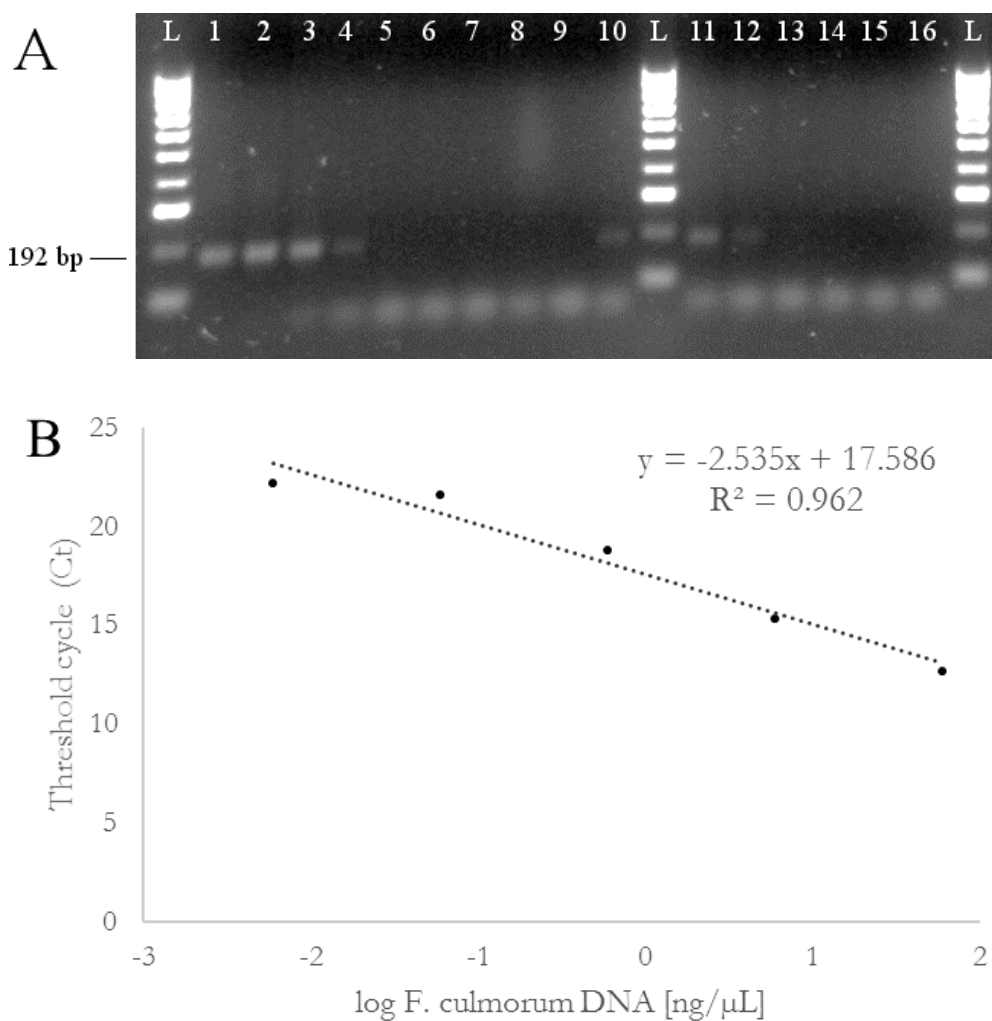 A
L 1 2 3 4 5 6 7 8 9 10 L 11 12 13 14 15 16 L
192 bp
B
y = -2.535x + 17.586
R² = 0.962
25
20
15
10
5
0
Threshold cycle (Ct)
-3 -2 -1 0 1 2
log F. culmorum DNA [ng/μL]